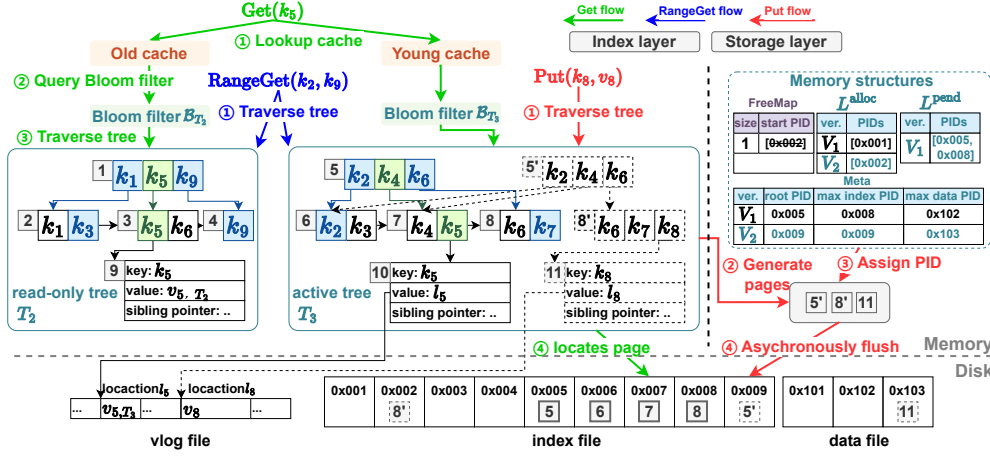 Get(k5)
Get flow
RangeGet flow
Put flow
① Lookup cache
Index layer
Storage layer
Old cache
Young cache
② Query Bloom filter
RangeGet(k2, k9)
Put(k8, v8)
Memory structures
FreeMap
L^alloc
L^pend
size
start PID
ver.
PIDs
ver.
PIDs
1
[0x002]
V1
[0x001]
V2
[0x002]
V1
[0x005,
0x008]
① Traverse tree
① Traverse tree
Bloom filter B_T2
Bloom filter B_T3
③ Traverse tree
Meta
ver.
root PID
max index PID
max data PID
V1
0x005
0x008
0x102
V2
0x009
0x009
0x103
1
k1
k5
k9
5
k2
k4
k6
5'
k2
k4
k6
2
k1
k3
3
k5
k6
4
k9
6
k2
k3
7
k4
k5
8
k6
k7
8'
k6
k7
k8
9
key: k5
value: v5, T2
sibling pointer: ..
10
key: k5
value: l5
sibling pointer: ..
11
key: k8
value: l8
sibling pointer: ..
read-only tree
T2
active tree
T3
② Generate
pages
③ Assign PID
5'
8'
11
④ locates page
④ Asychronously flush
Memory
Disk
locactionl5
locactionl8
...
v5,T3
...
v8
...
vlog file
0x001
0x002
0x003
0x004
0x005
0x006
0x007
0x008
0x009
8'
5
6
7
8
5'
index file
0x101
0x102
0x103
11
data file